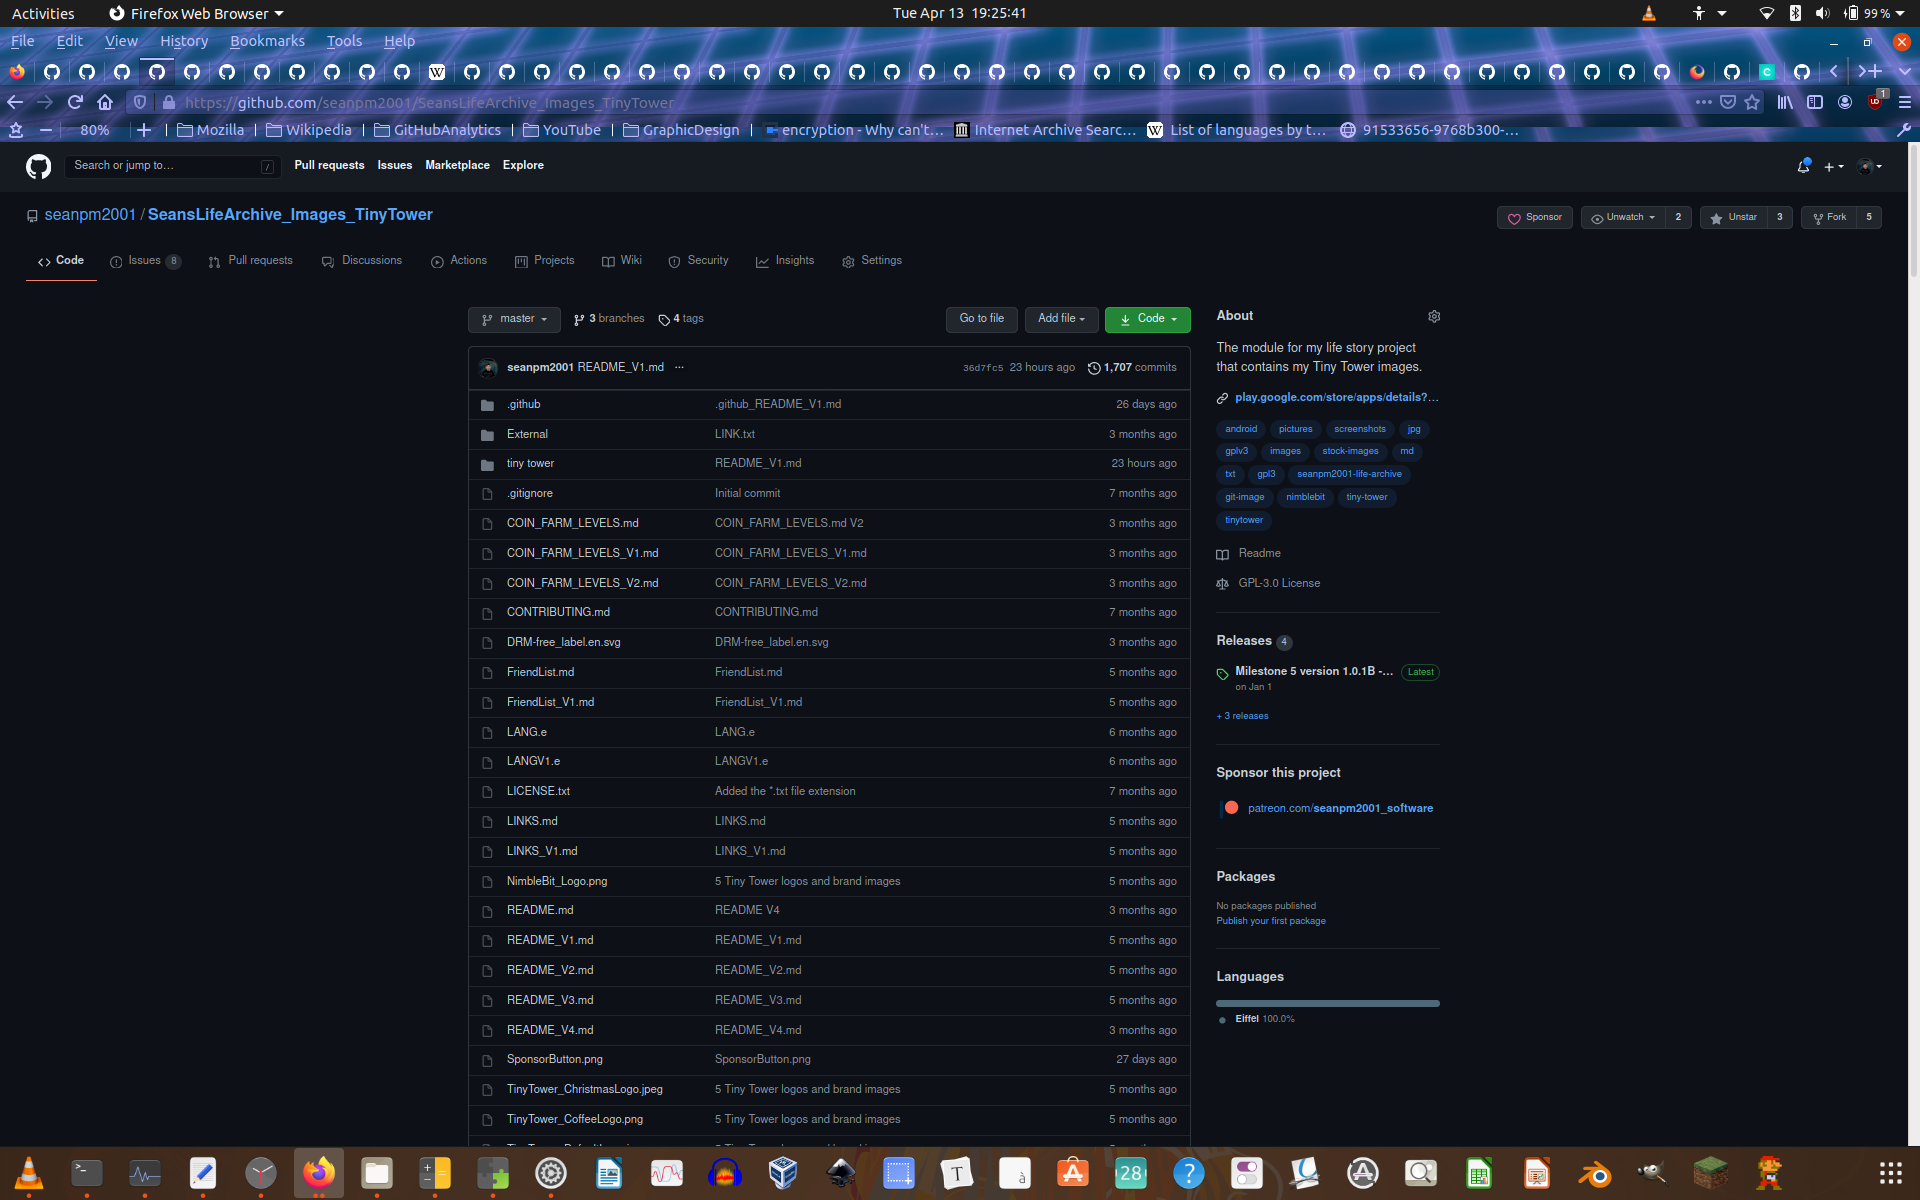 Activities Firefox Web Browser Tue Apr 13 19:25:41 99 %
File Edit View History Bookmarks Tools Help
https://github.com/seanpm2001/SeansLifeArchive_Images_TinyTower 1
80% Mozilla Wikipedia GitHubAnalytics YouTube GraphicDesign encryption - Why can't... Internet Archive Searc... List of languages by t... 91533656-9768b300-...
Search or jump to... / Pull requests Issues Marketplace Explore
seanpm2001 / SeansLifeArchive_Images_TinyTower Sponsor Unwatch 2 Unstar 3 Fork 5
Code Issues 8 Pull requests Discussions Actions Projects Wiki Security Insights Settings
master 3 branches 4 tags Go to file Add file Code
seanpm2001 README_V1.md ... 36d7fc5 23 hours ago 1,707 commits
.github .github_README_V1.md 26 days ago
External LINK.txt 3 months ago
tiny tower README_V1.md 23 hours ago
.gitignore Initial commit 7 months ago
COIN_FARM_LEVELS.md COIN_FARM_LEVELS.md V2 3 months ago
COIN_FARM_LEVELS_V1.md COIN_FARM_LEVELS_V1.md 3 months ago
COIN_FARM_LEVELS_V2.md COIN_FARM_LEVELS_V2.md 3 months ago
CONTRIBUTING.md CONTRIBUTING.md 7 months ago
DRM-free_label.en.svg DRM-free_label.en.svg 3 months ago
FriendList.md FriendList.md 5 months ago
FriendList_V1.md FriendList_V1.md 5 months ago
LANG.e LANG.e 6 months ago
LANGV1.e LANGV1.e 6 months ago
LICENSE.txt Added the *.txt file extension 7 months ago
LINKS.md LINKS.md 5 months ago
LINKS_V1.md LINKS_V1.md 5 months ago
NimbleBit_Logo.png 5 Tiny Tower logos and brand images 5 months ago
README.md README V4 3 months ago
README_V1.md README_V1.md 5 months ago
README_V2.md README_V2.md 5 months ago
README_V3.md README_V3.md 5 months ago
README_V4.md README_V4.md 3 months ago
SponsorButton.png SponsorButton.png 27 days ago
TinyTower_ChristmasLogo.jpeg 5 Tiny Tower logos and brand images 5 months ago
TinyTower_CoffeeLogo.png 5 Tiny Tower logos and brand images 5 months ago
About
The module for my life story project
that contains my Tiny Tower images.
play.google.com/store/apps/details?...
android pictures screenshots jpg
gplv3 images stock-images md
txt gpl3 seanpm2001-life-archive
git-image nimblebit tiny-tower
tinytower
Readme
GPL-3.0 License
Releases 4
Milestone 5 version 1.0.1B -... Latest
on Jan 1
+ 3 releases
Sponsor this project
patreon.com/seanpm2001_software
Packages
No packages published
Publish your first package
Languages
Eiffel 100.0%
28